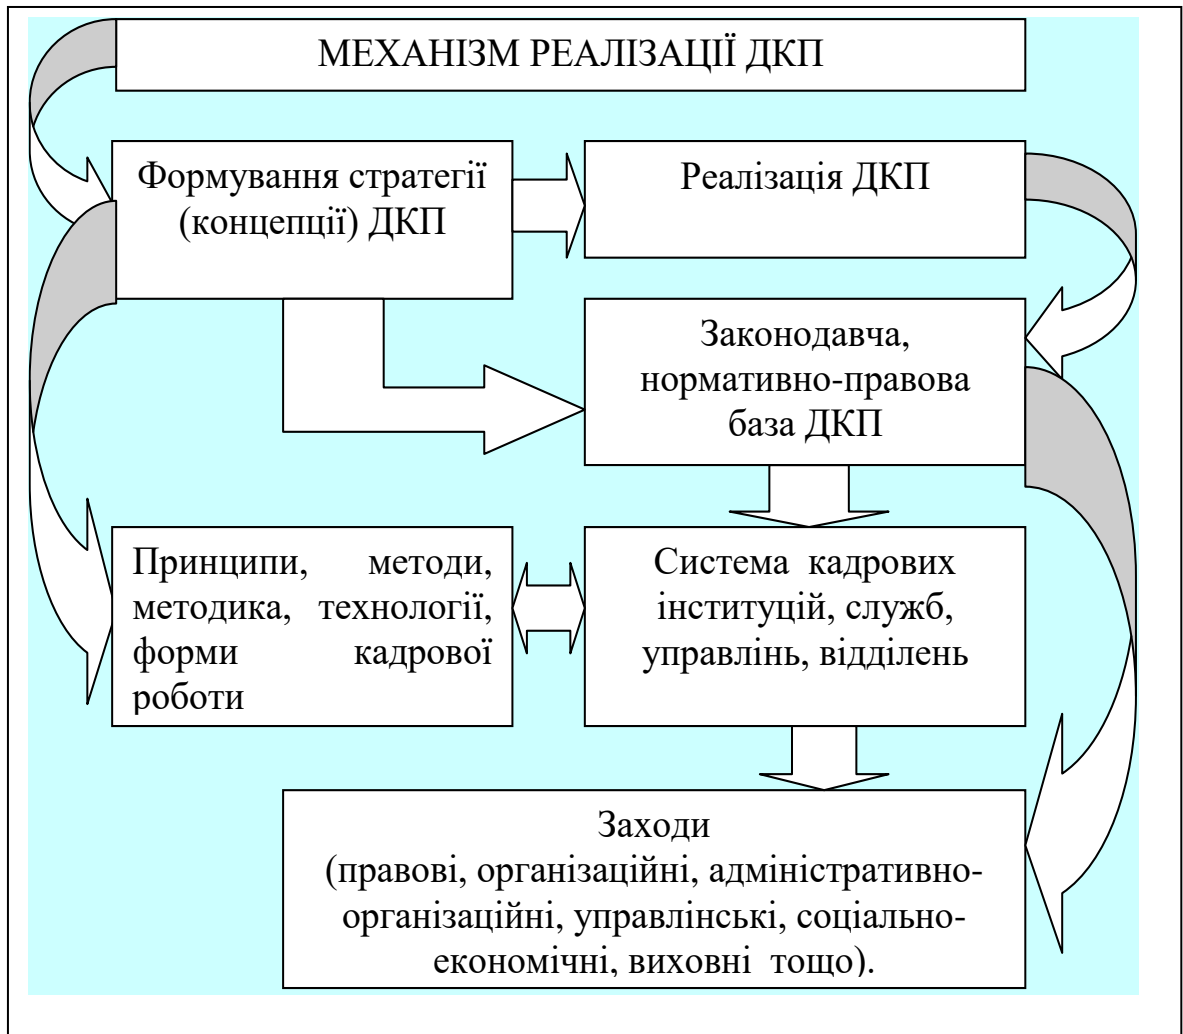 МЕХАНІЗМ РЕАЛІЗАЦІЇ ДКП
Формування стратегії
(концепції) ДКП
Реалізація ДКП
Законодавча,
нормативно-правова
база ДКП
Принципи, методи,
методика, технології,
форми кадрової
роботи
Система кадрових
інституцій, служб,
управлінь, відділень
Заходи
(правові, організаційні, адміністративно-
організаційні, управлінські, соціально-
економічні, виховні тощо).